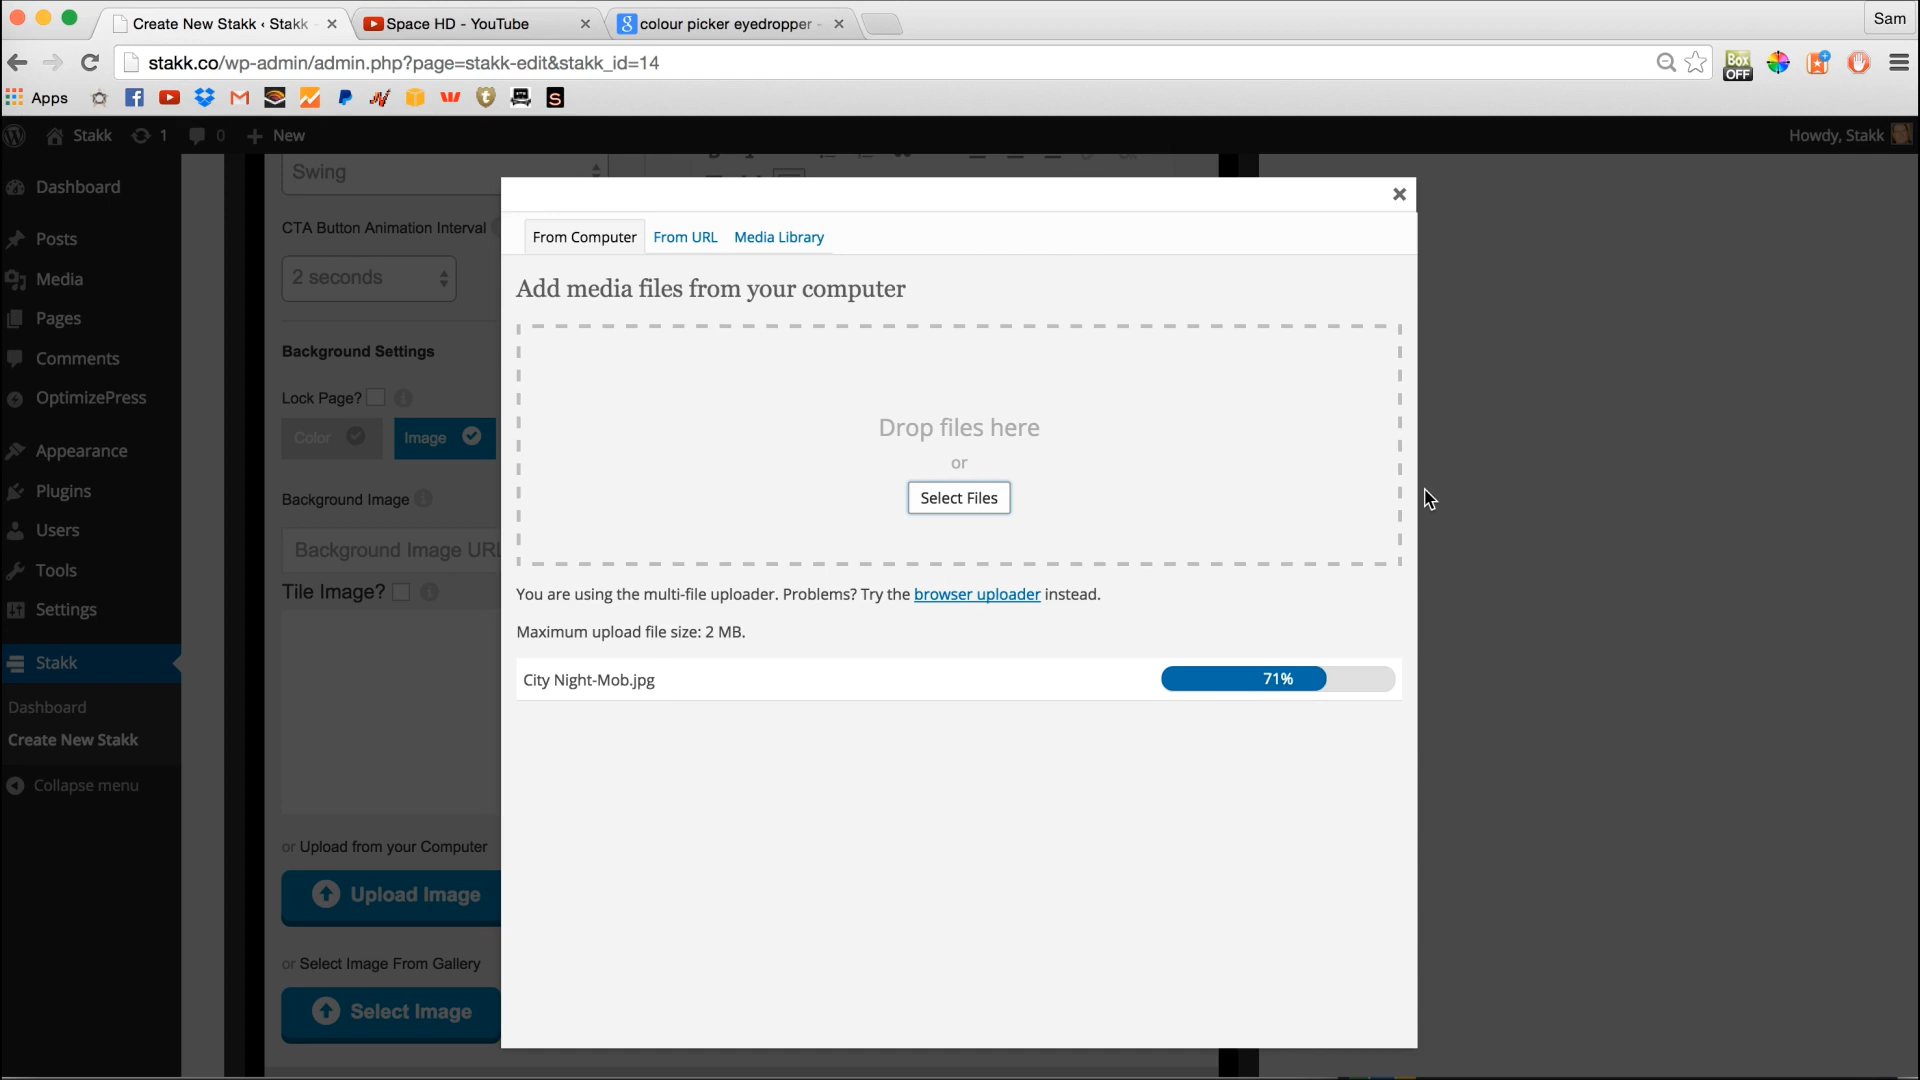 Create New Stakk ‹ Stakk
Space HD - YouTube
colour picker eyedropper -
Sam
stakk.co/wp-admin/admin.php?page=stakk-edit&stakk_id=14
Box
OFF
Apps
Stakk
1
0
New
Howdy, Stakk
Dashboard
Posts
Media
Pages
Comments
OptimizePress
Appearance
Plugins
Users
Tools
Settings
Stakk
Dashboard
Create New Stakk
Collapse menu
Swing
CTA Button Animation Interval
2 seconds
Background Settings
Lock Page?
Color
Image
Background Image
Background Image URL
Tile Image?
or Upload from your Computer
Upload Image
or Select Image From Gallery
Select Image
From Computer
From URL
Media Library
Add media files from your computer
Drop files here
or
Select Files
You are using the multi-file uploader. Problems? Try the browser uploader instead.
Maximum upload file size: 2 MB.
City Night-Mob.jpg
71%